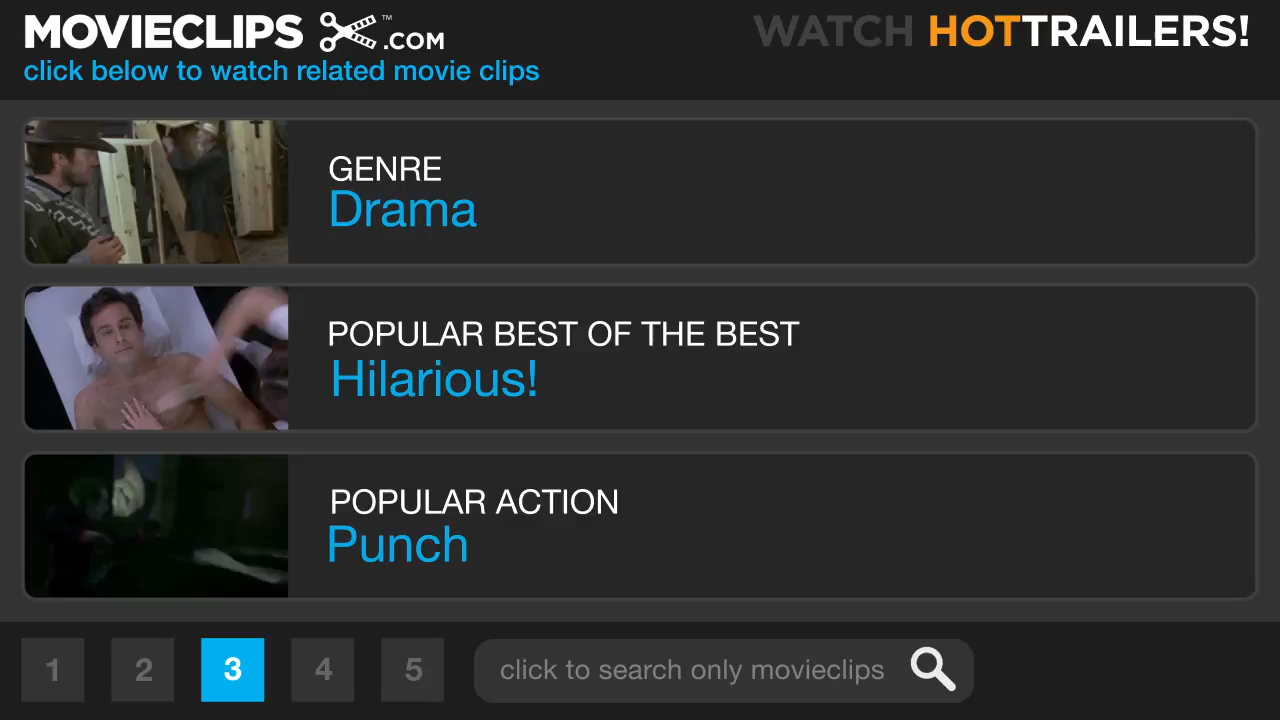 MOVIECLIPS ™ .COM
WATCH HOTTRAILERS!
click below to watch related movie clips
GENRE
Drama
POPULAR BEST OF THE BEST
Hilarious!
POPULAR ACTION
Punch
1 2 3 4 5 click to search only movieclips